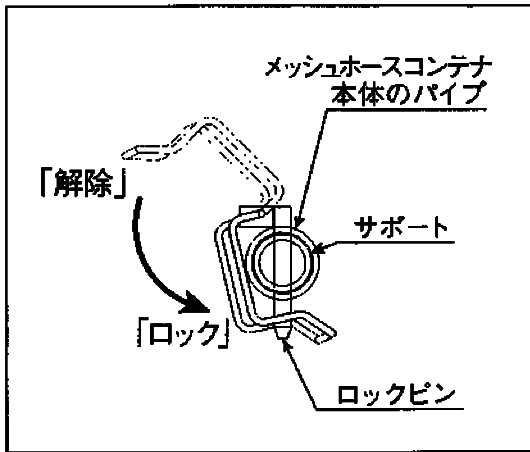 メッシュホースコンテナ
本体のパイプ
「解除」
サポート
「ロック」
ロックピン